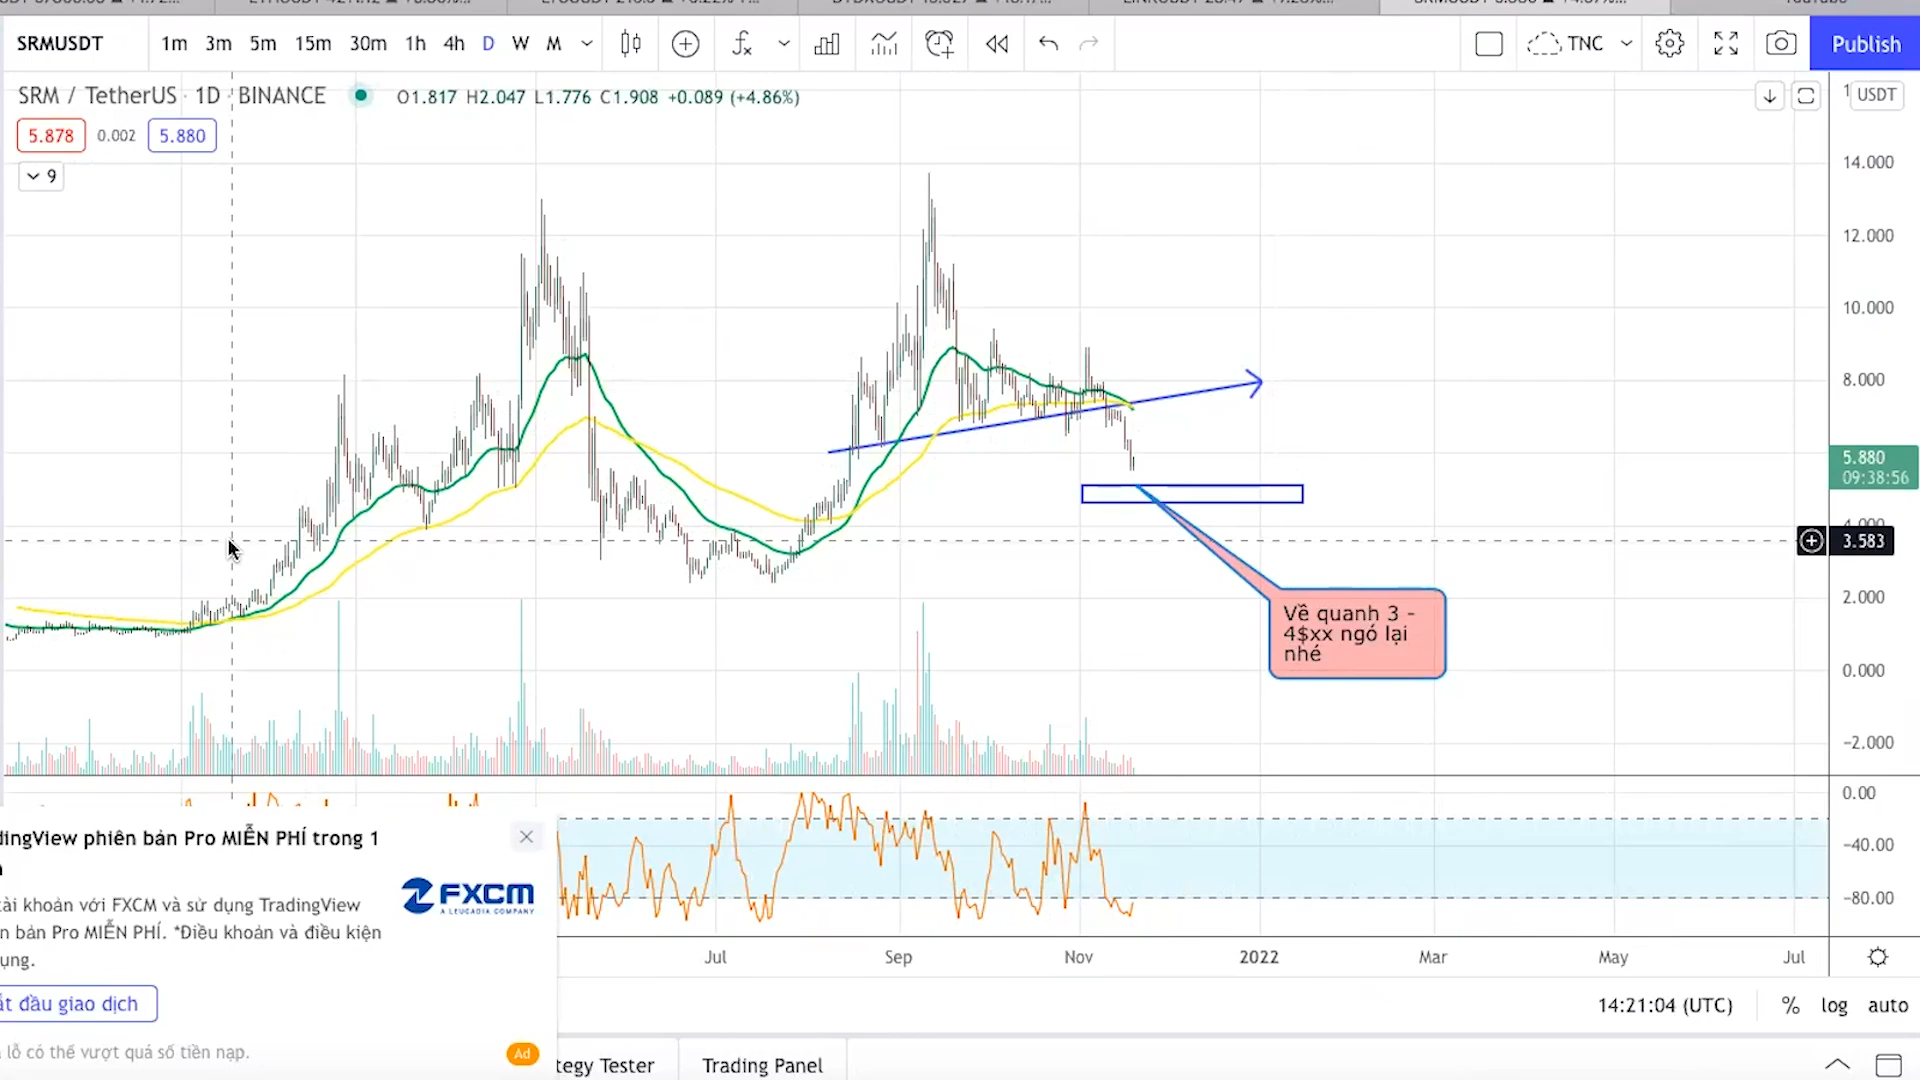 SRMUSDT 1m 3m 5m 15m 30m 1h 4h D W M TNC Publish
SRM / TetherUS · 1D · BINANCE O1.817 H2.047 L1.776 C1.908 +0.089 (+4.86%) USDT
5.878 0.002 5.880
9
14.000
12.000
10.000
8.000
5.880
09:38:56
4.000
3.583
2.000
0.000
−2.000
Về quanh 3 -
4$xx ngó lại
nhé
0.00
−40.00
−80.00
dingView phiên bản Pro MIỄN PHÍ trong 1
FXCM
A LEUCADIA COMPANY
tài khoản với FXCM và sử dụng TradingView
n bản Pro MIỄN PHÍ. *Điều khoản và điều kiện
ụng.
ắt đầu giao dịch
lỗ có thể vượt quá số tiền nạp.
Ad
Jul Sep Nov 2022 Mar May Jul
14:21:04 (UTC) % log auto
tegy Tester Trading Panel